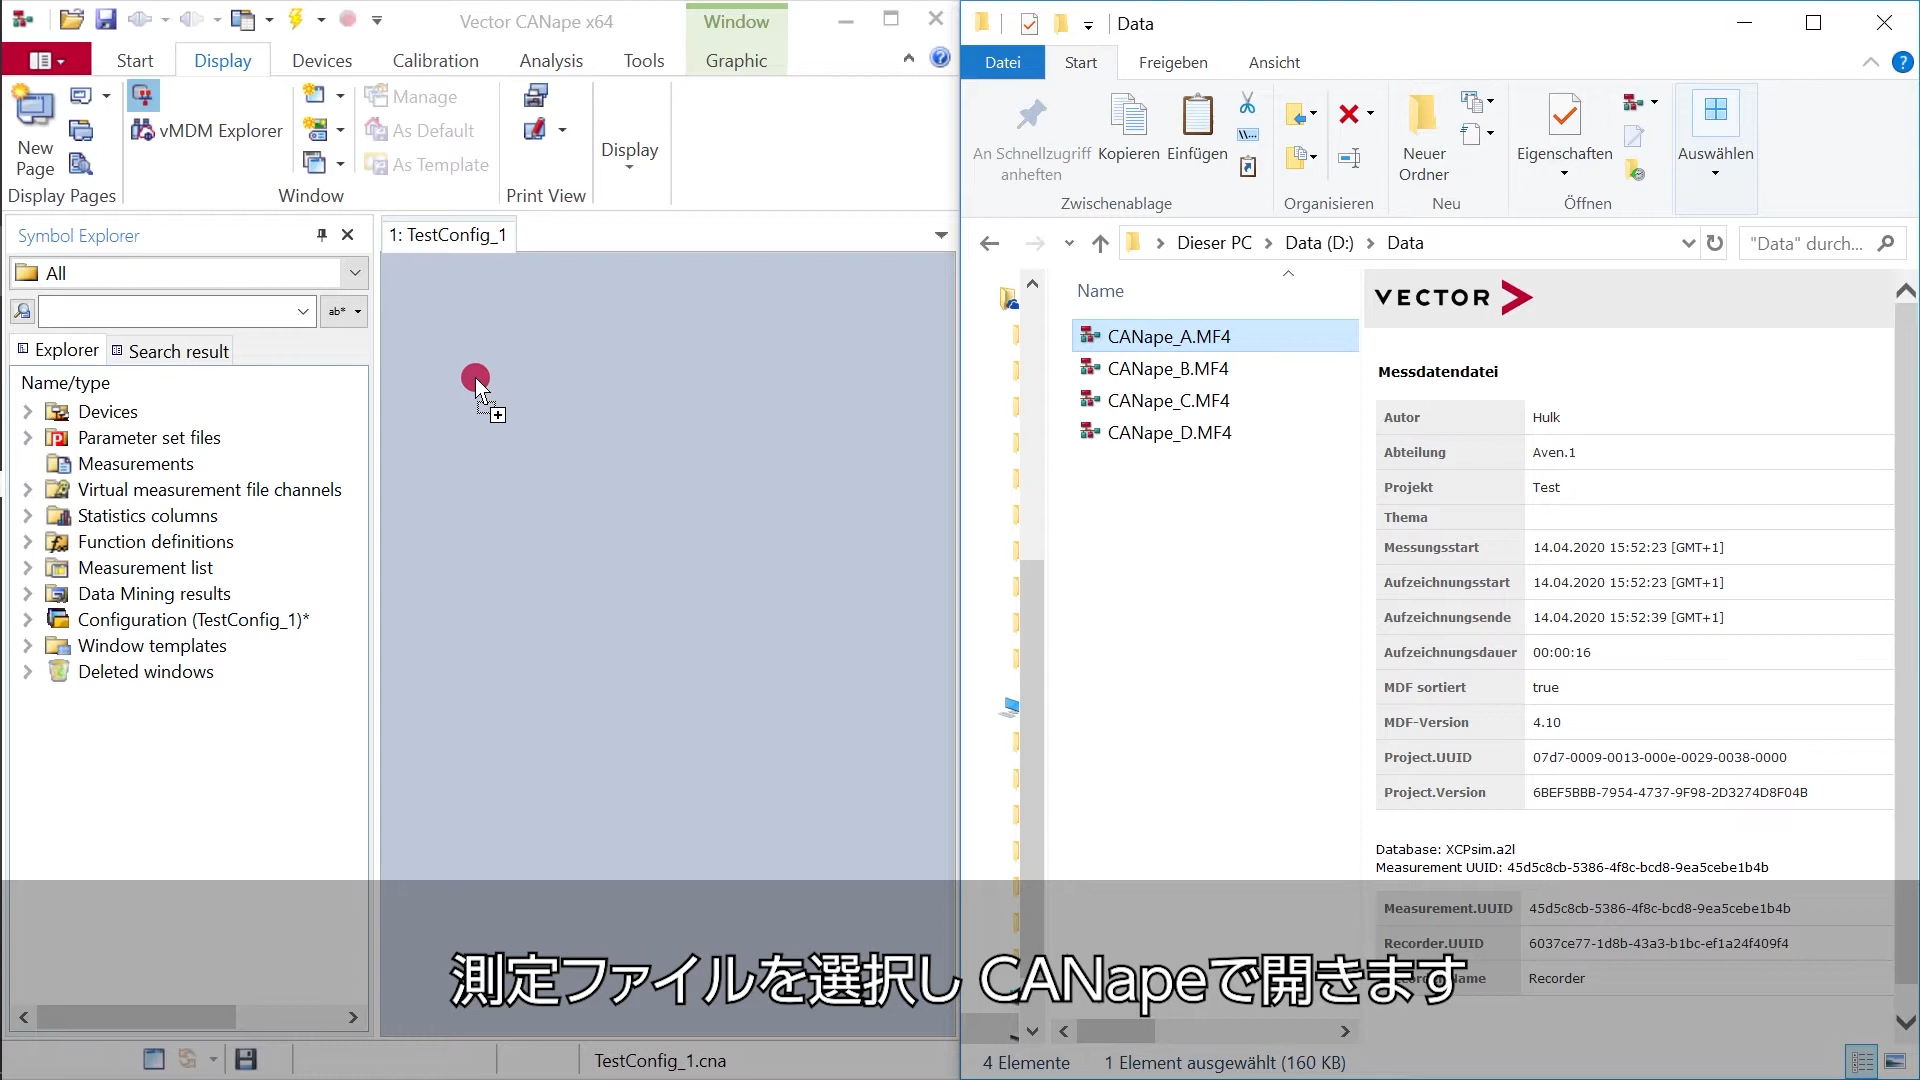 Vector CANape x64
Window
Start
Display
Devices
Calibration
Analysis
Tools
Graphic
New
Page
vMDM Explorer
Manage
As Default
As Template
Display
Display Pages
Window
Print View
Symbol Explorer
All
ab*
Explorer
Search result
Name/type
Devices
Parameter set files
Measurements
Virtual measurement file channels
Statistics columns
Function definitions
Measurement list
Data Mining results
Configuration (TestConfig_1)*
Window templates
Deleted windows
1: TestConfig_1
TestConfig_1.cna
Data
Datei
Start
Freigeben
Ansicht
An Schnellzugriff
anheften
Kopieren
Einfügen
Neuer
Ordner
Eigenschaften
Auswählen
Zwischenablage
Organisieren
Neu
Öffnen
Dieser PC
Data (D:)
Data
"Data" durch...
Name
CANape_A.MF4
CANape_B.MF4
CANape_C.MF4
CANape_D.MF4
VECTOR
Messdatendatei
Autor Hulk
Abteilung Aven.1
Projekt Test
Thema
Messungsstart 14.04.2020 15:52:23 [GMT+1]
Aufzeichnungsstart 14.04.2020 15:52:23 [GMT+1]
Aufzeichnungsende 14.04.2020 15:52:39 [GMT+1]
Aufzeichnungsdauer 00:00:16
MDF sortiert true
MDF-Version 4.10
Project.UUID 07d7-0009-0013-000e-0029-0038-0000
Project.Version 6BEF5BBB-7954-4737-9F98-2D3274D8F04B
Database: XCPsim.a2l
Measurement UUID: 45d5c8cb-5386-4f8c-bcd8-9ea5cebe1b4b
Measurement.UUID 45d5c8cb-5386-4f8c-bcd8-9ea5cebe1b4b
Recorder.UUID 6037ce77-1d8b-43a3-b1bc-ef1a24f409f4
Recorder
測定ファイルを選択し CANapeで開きます
4 Elemente
1 Element ausgewählt (160 KB)